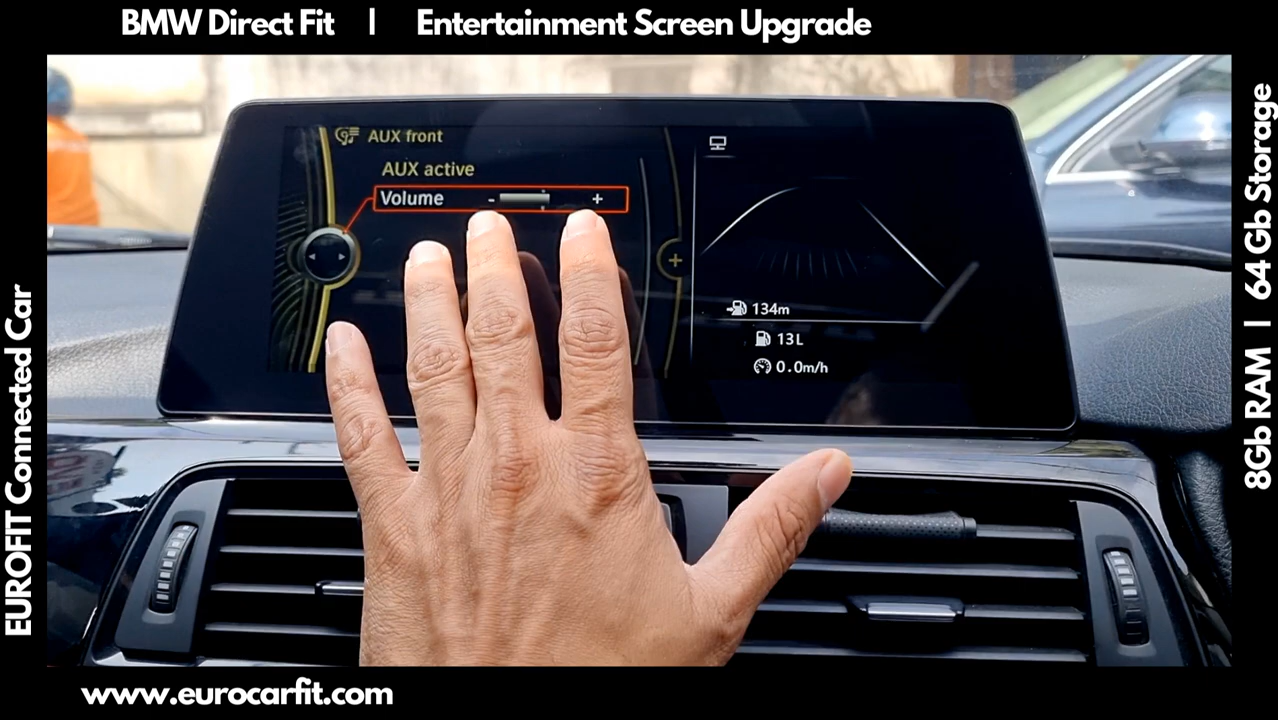 BMW Direct Fit | Entertainment Screen Upgrade
EUROFIT Connected Car
AUX front
AUX active
Volume - +
+
134m
13L
0.0m/h
8Gb RAM | 64 Gb Storage
www.eurocarfit.com